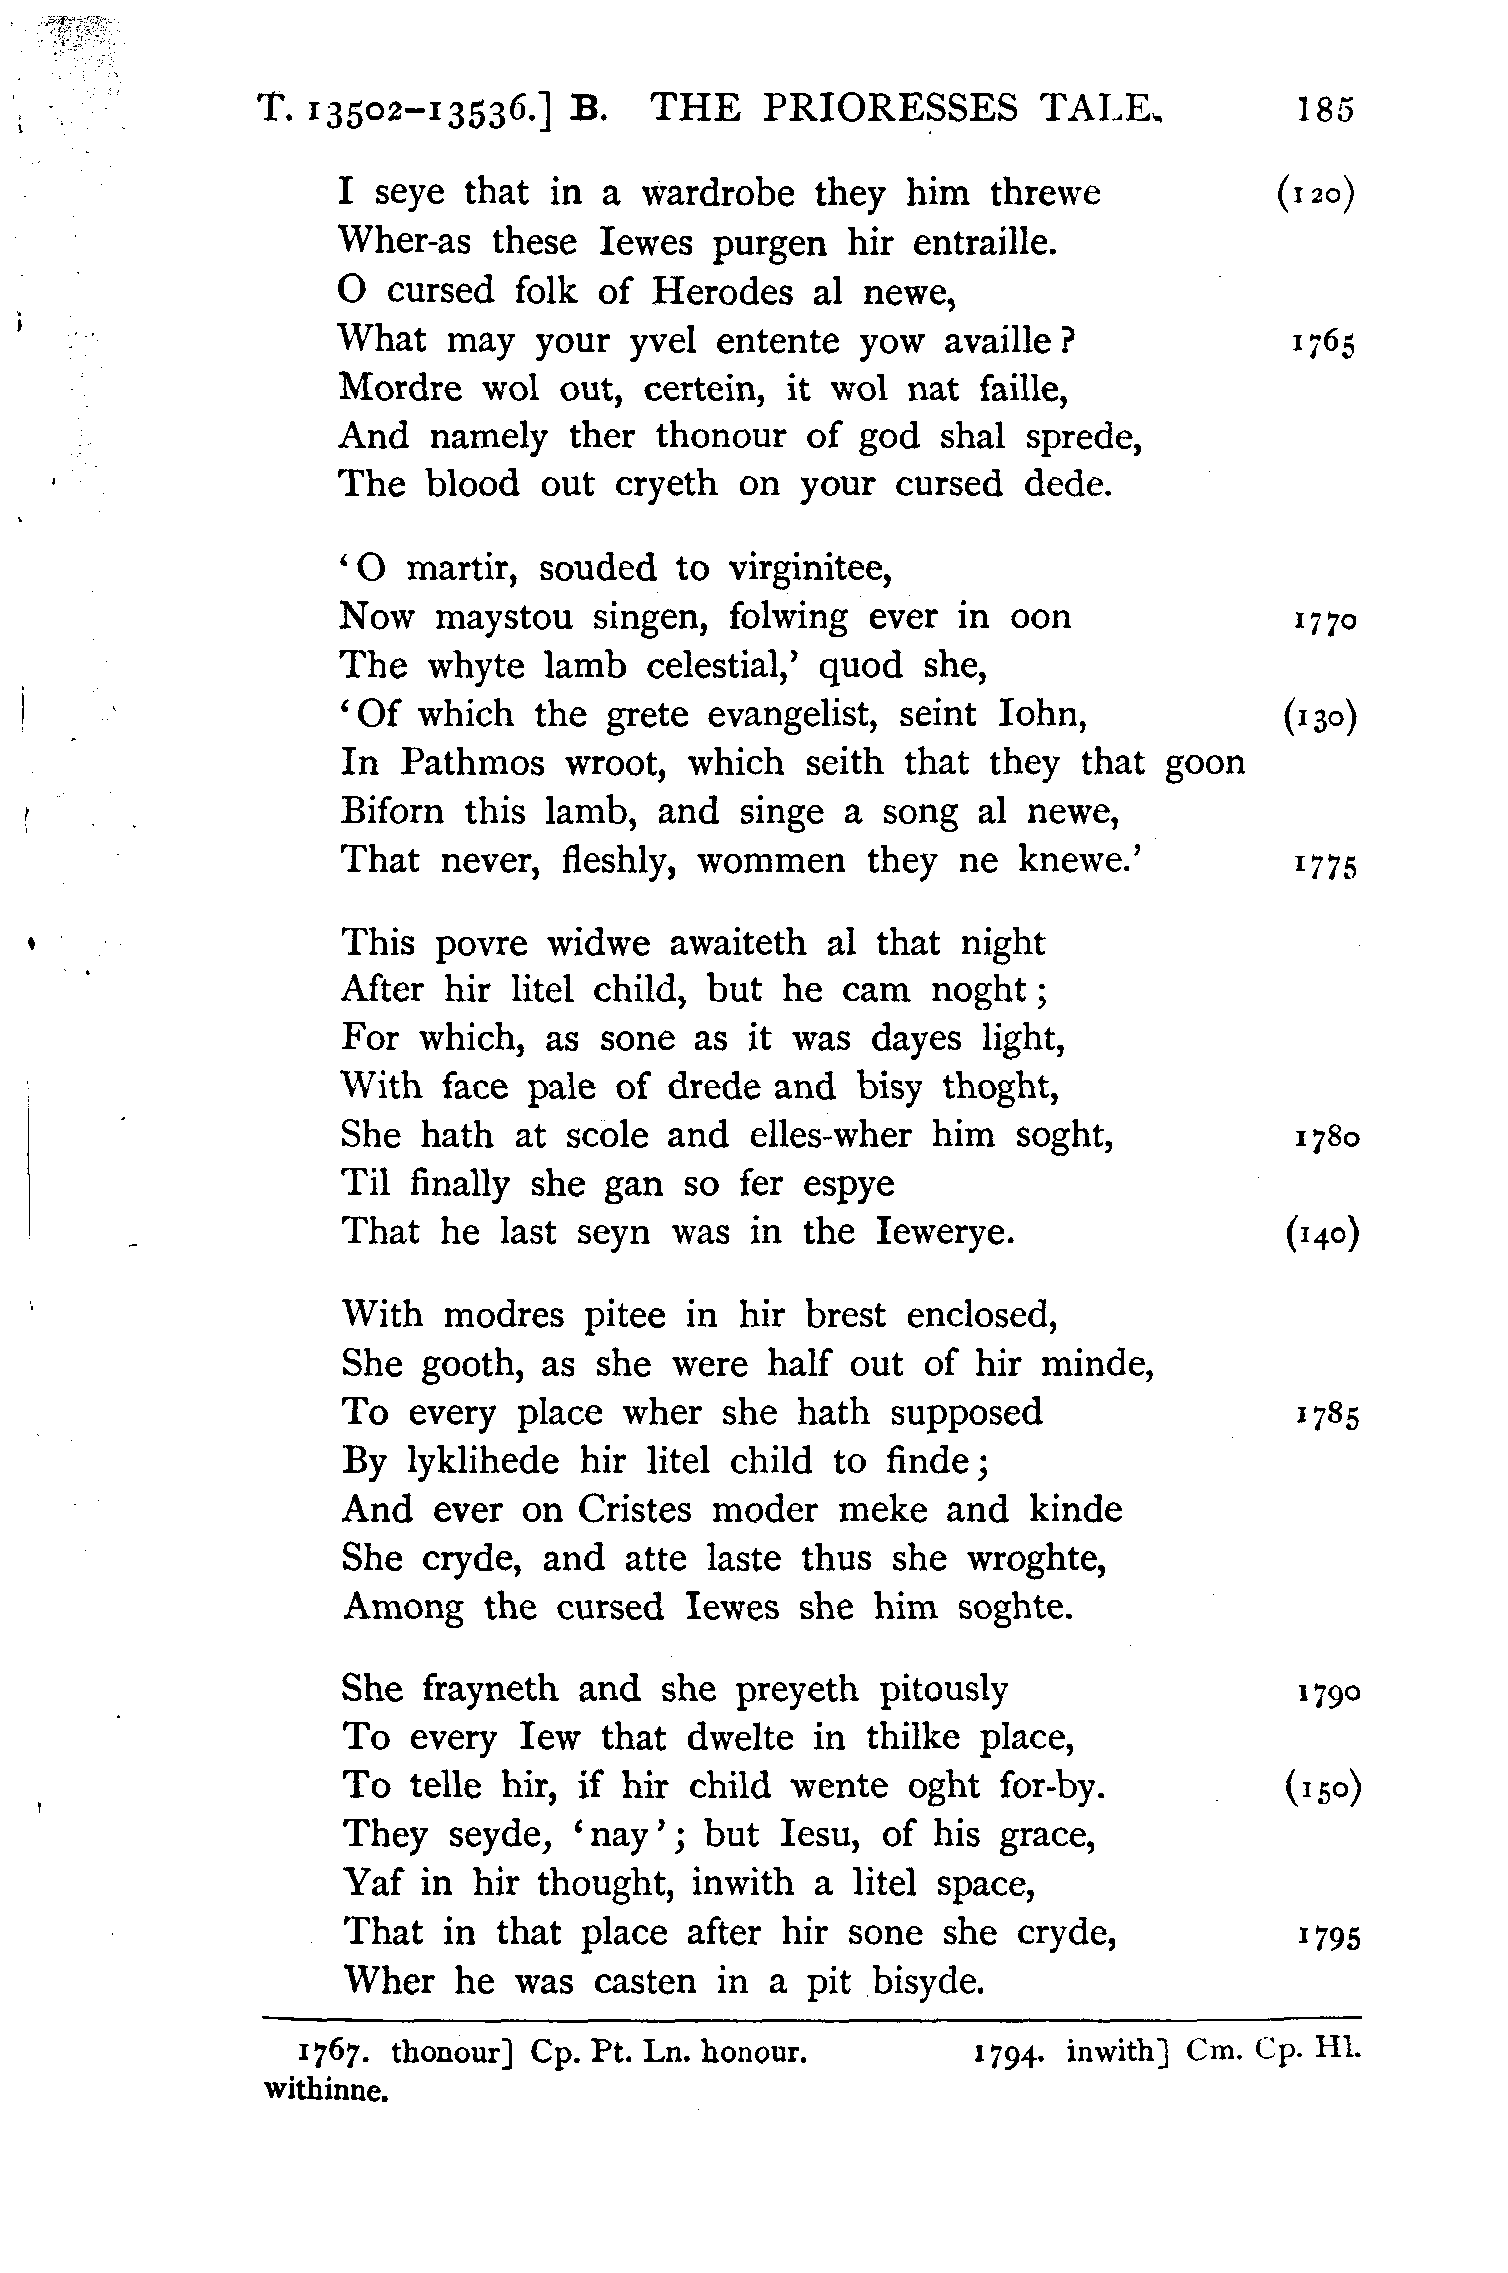 T. 13502-13536.] B. THE PRIORESSES TALE. 185
I seye that in a wardrobe they him threwe (120)
Wher-as these Iewes purgen hir entraille.
O cursed folk of Herodes al newe,
What may your yvel entente yow availle? 1765
Mordre wol out, certein, it wol nat faille,
And namely ther thonour of god shal sprede,
The blood out cryeth on your cursed dede.
‘O martir, souded to virginitee,
Now maystou singen, folwing ever in oon 1770
The whyte lamb celestial,’ quod she,
‘Of which the grete evangelist, seint Iohn, (130)
In Pathmos wroot, which seith that they that goon
Biforn this lamb, and singe a song al newe,
That never, fleshly, wommen they ne knewe.’ 1775
This povre widwe awaiteth al that night
After hir litel child, but he cam noght;
For which, as sone as it was dayes light,
With face pale of drede and bisy thoght,
She hath at scole and elles-wher him soght, 1780
Til finally she gan so fer espye
That he last seyn was in the Iewerye. (140)
With modres pitee in hir brest enclosed,
She gooth, as she were half out of hir minde,
To every place wher she hath supposed 1785
By lyklihede hir litel child to finde;
And ever on Cristes moder meke and kinde
She cryde, and atte laste thus she wroghte,
Among the cursed Iewes she him soghte.
She frayneth and she preyeth pitously 1790
To every Iew that dwelte in thilke place,
To telle hir, if hir child wente oght for-by. (150)
They seyde, ‘nay’; but Iesu, of his grace,
Yaf in hir thought, inwith a litel space,
That in that place after hir sone she cryde, 1795
Wher he was casten in a pit bisyde.
1767. thonour] Cp. Pt. Ln. honour. 1794. inwith] Cm. Cp. Hl.
withinne.